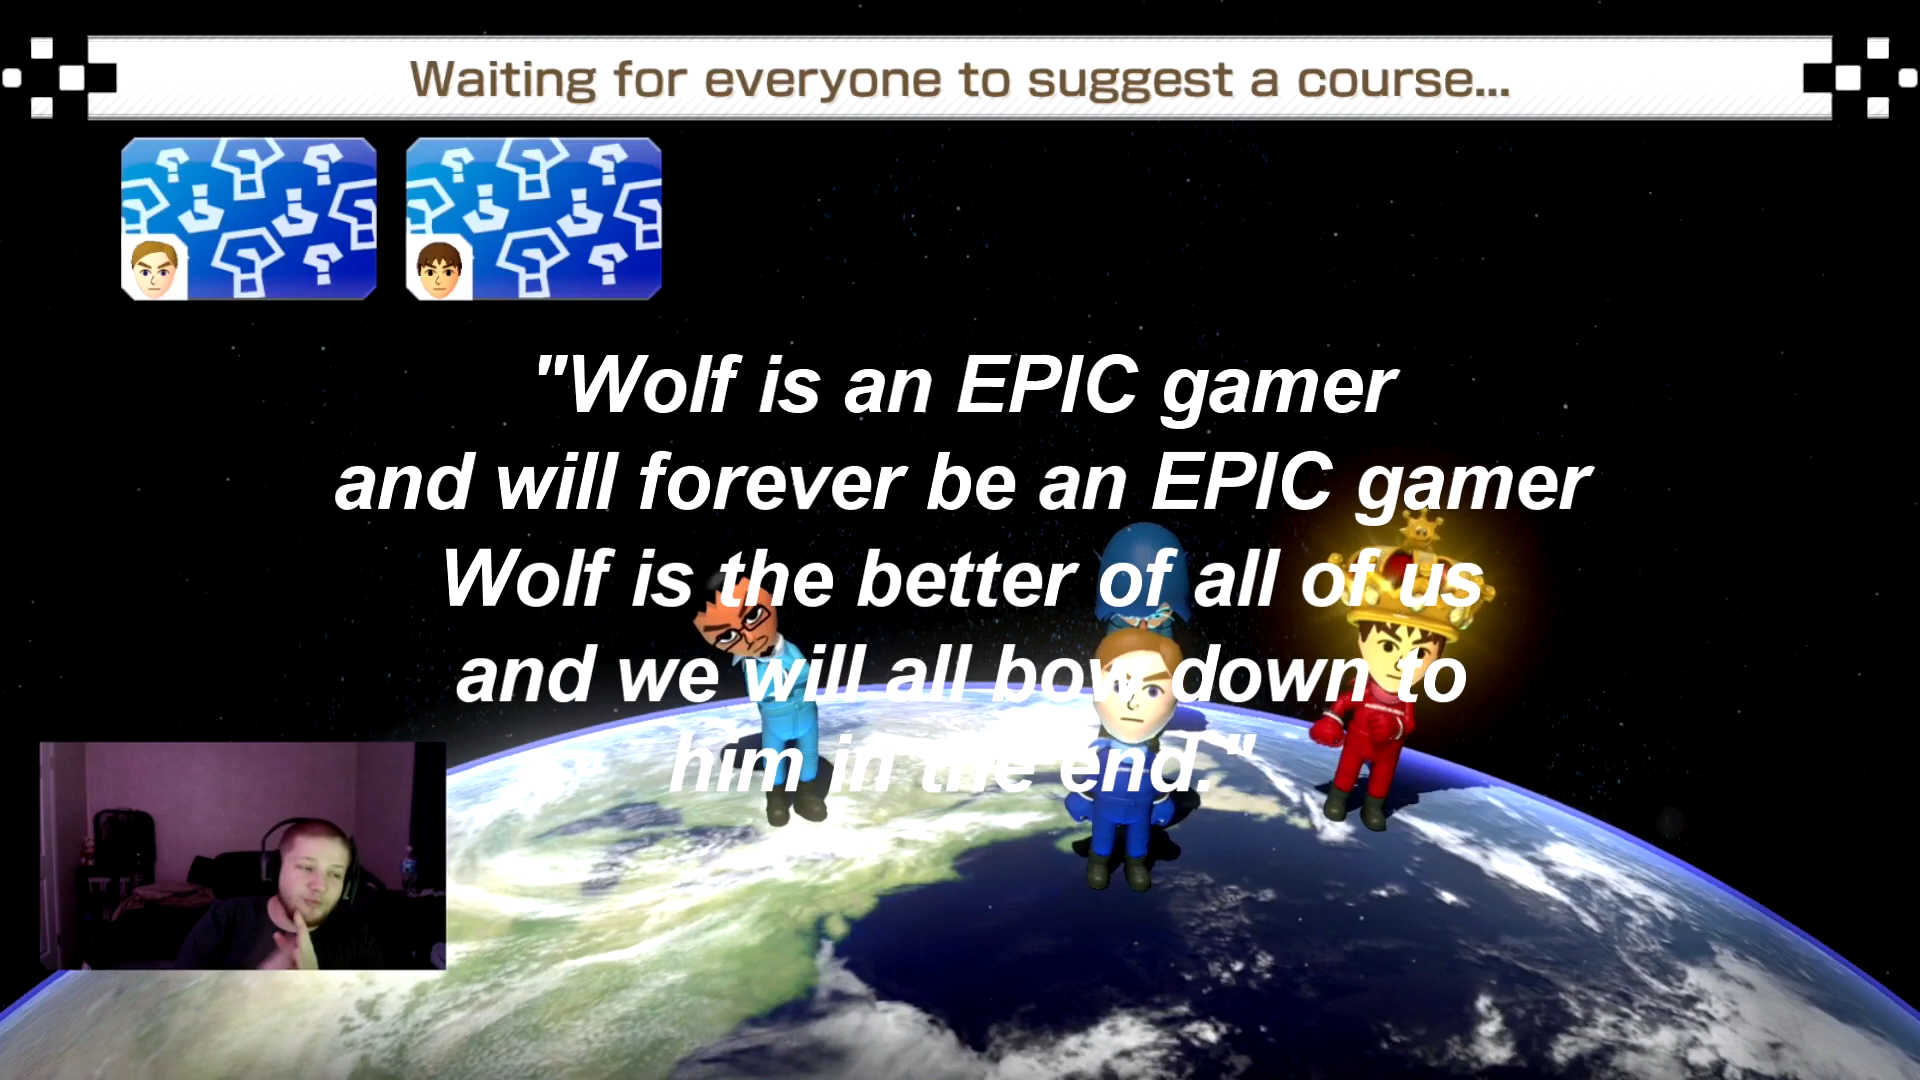 Waiting for everyone to suggest a course...
"Wolf is an EPIC gamer
and will forever be an EPIC gamer
Wolf is the better of all of us
and we will all bow down to
him in the end."